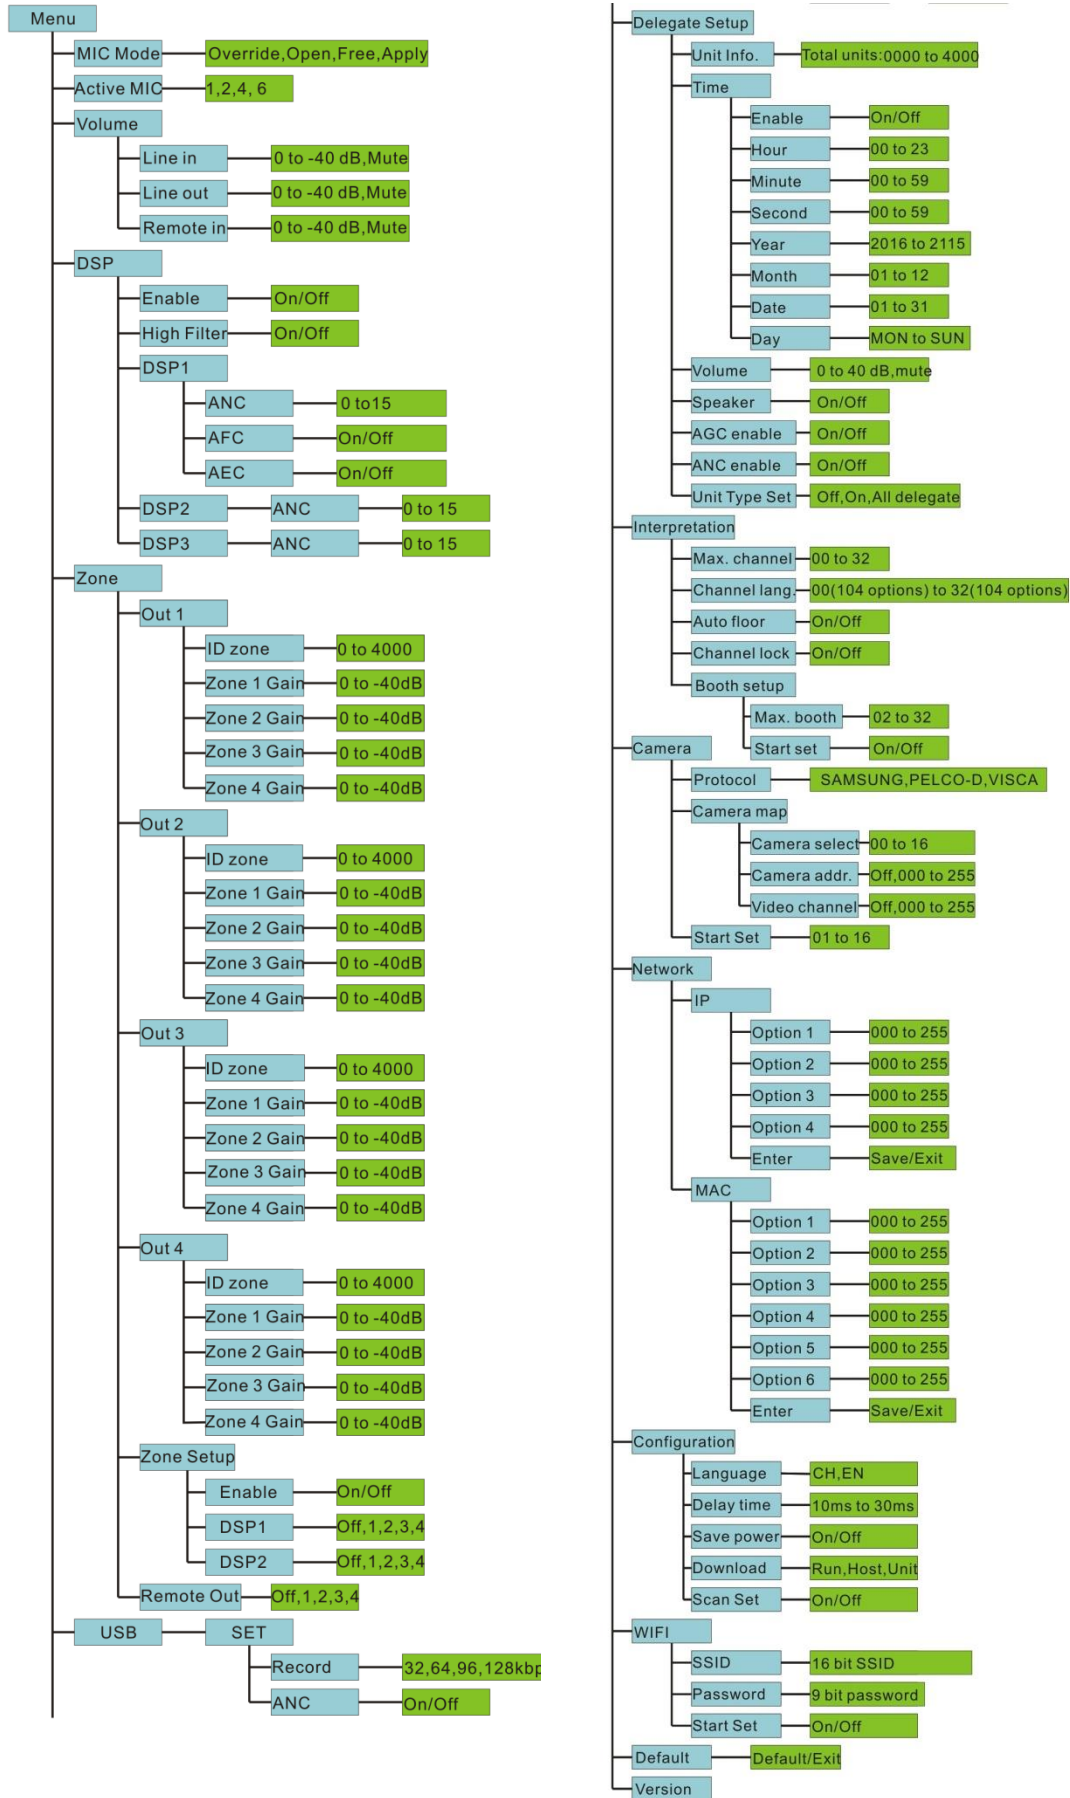 Menu
MIC Mode Override,Open,Free,Apply
Active MIC 1,2,4, 6
Volume
Line in 0 to -40 dB,Mute
Line out 0 to -40 dB,Mute
Remote in 0 to -40 dB,Mute
DSP
Enable On/Off
High Filter On/Off
DSP1
ANC 0 to15
AFC On/Off
AEC On/Off
DSP2 ANC 0 to 15
DSP3 ANC 0 to 15
Zone
Out 1
ID zone 0 to 4000
Zone 1 Gain 0 to -40dB
Zone 2 Gain 0 to -40dB
Zone 3 Gain 0 to -40dB
Zone 4 Gain 0 to -40dB
Out 2
ID zone 0 to 4000
Zone 1 Gain 0 to -40dB
Zone 2 Gain 0 to -40dB
Zone 3 Gain 0 to -40dB
Zone 4 Gain 0 to -40dB
Out 3
ID zone 0 to 4000
Zone 1 Gain 0 to -40dB
Zone 2 Gain 0 to -40dB
Zone 3 Gain 0 to -40dB
Zone 4 Gain 0 to -40dB
Out 4
ID zone 0 to 4000
Zone 1 Gain 0 to -40dB
Zone 2 Gain 0 to -40dB
Zone 3 Gain 0 to -40dB
Zone 4 Gain 0 to -40dB
Zone Setup
Enable On/Off
DSP1 Off,1,2,3,4
DSP2 Off,1,2,3,4
Remote Out Off,1,2,3,4
USB SET
Record 32,64,96,128kbp
ANC On/Off
Delegate Setup
Unit Info. Total units:0000 to 4000
Time
Enable On/Off
Hour 00 to 23
Minute 00 to 59
Second 00 to 59
Year 2016 to 2115
Month 01 to 12
Date 01 to 31
Day MON to SUN
Volume 0 to 40 dB,mute
Speaker On/Off
AGC enable On/Off
ANC enable On/Off
Unit Type Set Off,On,All delegate
Interpretation
Max. channel 00 to 32
Channel lang. 00(104 options) to 32(104 options)
Auto floor On/Off
Channel lock On/Off
Booth setup
Max. booth 02 to 32
Start set On/Off
Camera
Protocol SAMSUNG,PELCO-D,VISCA
Camera map
Camera select 00 to 16
Camera addr. Off,000 to 255
Video channel Off,000 to 255
Start Set 01 to 16
Network
IP
Option 1 000 to 255
Option 2 000 to 255
Option 3 000 to 255
Option 4 000 to 255
Enter Save/Exit
MAC
Option 1 000 to 255
Option 2 000 to 255
Option 3 000 to 255
Option 4 000 to 255
Option 5 000 to 255
Option 6 000 to 255
Enter Save/Exit
Configuration
Language CH,EN
Delay time 10ms to 30ms
Save power On/Off
Download Run,Host,Unit
Scan Set On/Off
WIFI
SSID 16 bit SSID
Password 9 bit password
Start Set On/Off
Default Default/Exit
Version